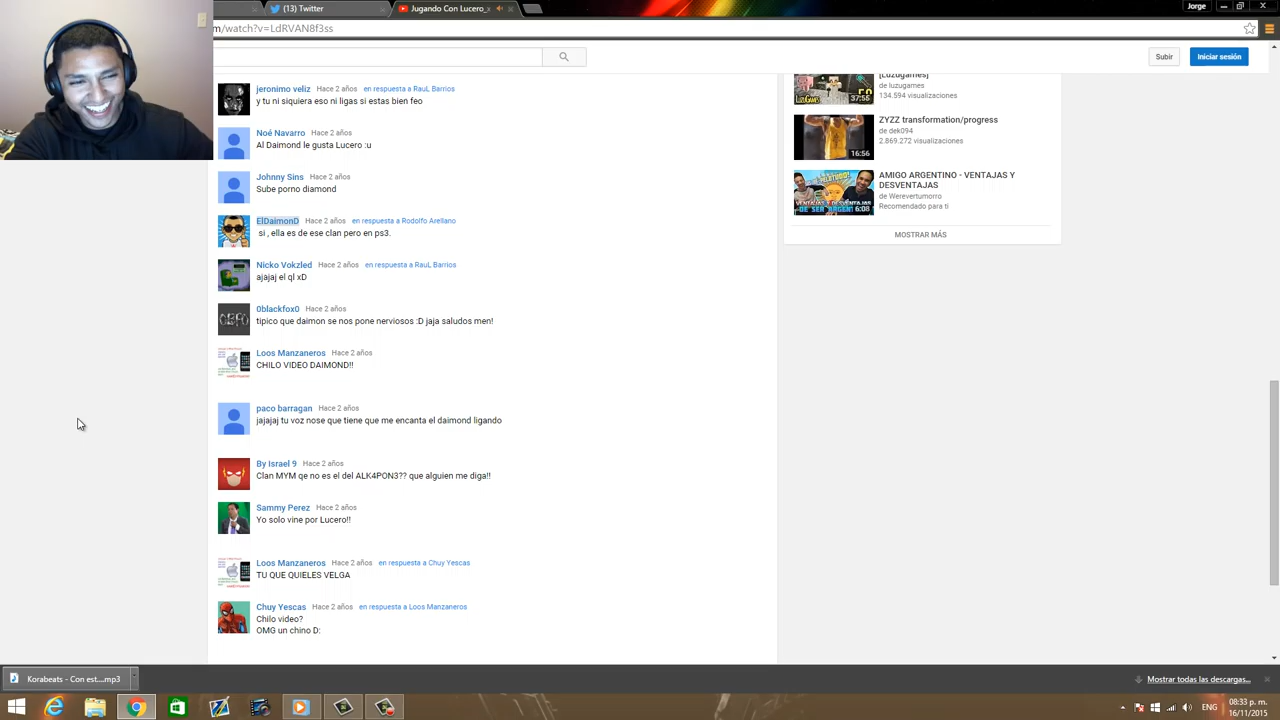 (13) Twitter
Jugando Con Lucero_
Jorge
m/watch?v=LdRVAN8f3ss
Subir
Iniciar sesión
jeronimo veliz Hace 2 años en respuesta a RauL Barrios
y tu ni siquiera eso ni ligas si estas bien feo
Noé Navarro Hace 2 años
Al Daimond le gusta Lucero :u
Johnny Sins Hace 2 años
Sube porno diamond
ElDaimonD Hace 2 años en respuesta a Rodolfo Arellano
si , ella es de ese clan pero en ps3.
Nicko Vokzled Hace 2 años en respuesta a RauL Barrios
ajajaj el ql xD
0blackfox0 Hace 2 años
tipico que daimon se nos pone nerviosos :D jaja saludos men!
Loos Manzaneros Hace 2 años
CHILO VIDEO DAIMOND!!
paco barragan Hace 2 años
jajajaj tu voz nose que tiene que me encanta el daimond ligando
By Israel 9 Hace 2 años
Clan MYM qe no es el del ALK4PON3?? que alguien me diga!!
Sammy Perez Hace 2 años
Yo solo vine por Lucero!!
Loos Manzaneros Hace 2 años en respuesta a Chuy Yescas
TU QUE QUIELES VELGA
Chuy Yescas Hace 2 años en respuesta a Loos Manzaneros
Chilo video?
OMG un chino D:
[Luzugames]
de luzugames
134.594 visualizaciones
LUZUGAMES
37:55
ZYZZ transformation/progress
de dek094
2.869.272 visualizaciones
16:56
AMIGO ARGENTINO - VENTAJAS Y
DESVENTAJAS
de Werevertumorro
Recomendado para ti
6:08
MOSTRAR MÁS
Korabeats - Con est....mp3
Mostrar todas las descargas...
08:33 p. m.
16/11/2015